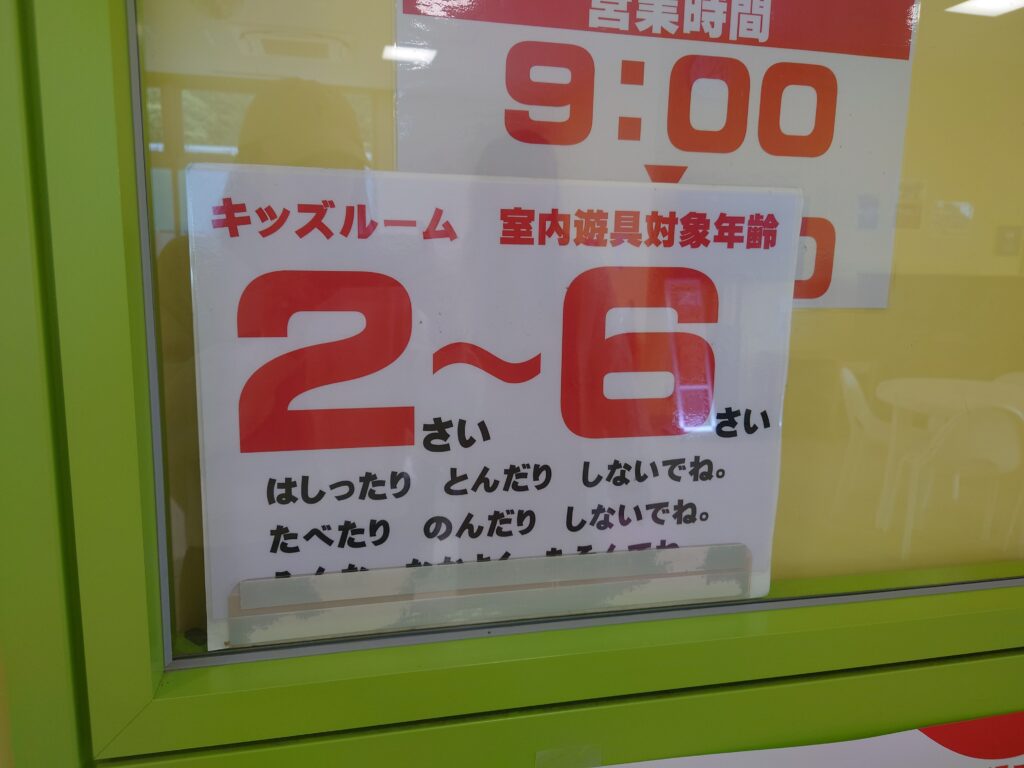 営業時間
9:00
▼
キッズルーム 室内遊具対象年齢
2さい～6さい
はしったり とんだり しないでね。
たべたり のんだり しないでね。